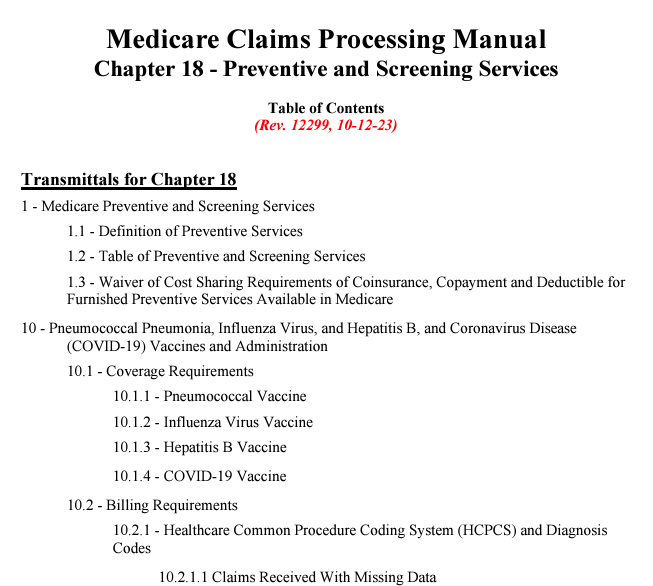 Medicare Claims Processing Manual
Chapter 18 - Preventive and Screening Services
Table of Contents
(Rev. 12299, 10-12-23)
Transmittals for Chapter 18
1 - Medicare Preventive and Screening Services
1.1 - Definition of Preventive Services
1.2 - Table of Preventive and Screening Services
1.3 - Waiver of Cost Sharing Requirements of Coinsurance, Copayment and Deductible for
Furnished Preventive Services Available in Medicare
10 - Pneumococcal Pneumonia, Influenza Virus, and Hepatitis B, and Coronavirus Disease
(COVID-19) Vaccines and Administration
10.1 - Coverage Requirements
10.1.1 - Pneumococcal Vaccine
10.1.2 - Influenza Virus Vaccine
10.1.3 - Hepatitis B Vaccine
10.1.4 - COVID-19 Vaccine
10.2 - Billing Requirements
10.2.1 - Healthcare Common Procedure Coding System (HCPCS) and Diagnosis
Codes
10.2.1.1 Claims Received With Missing Data